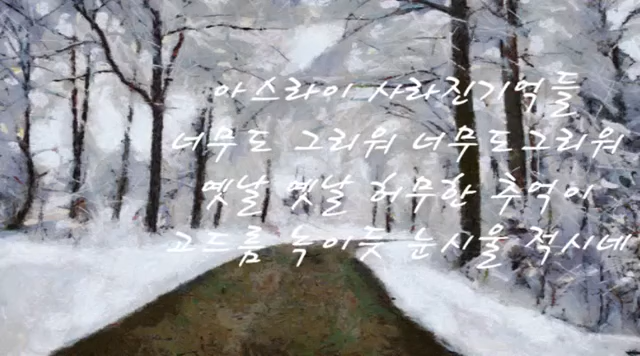 아스라이 사라진기억들
너무도 그리워 너무도그리워
옛날 옛날 허무한 추억이
고드름 녹이듯 눈시울 적시네